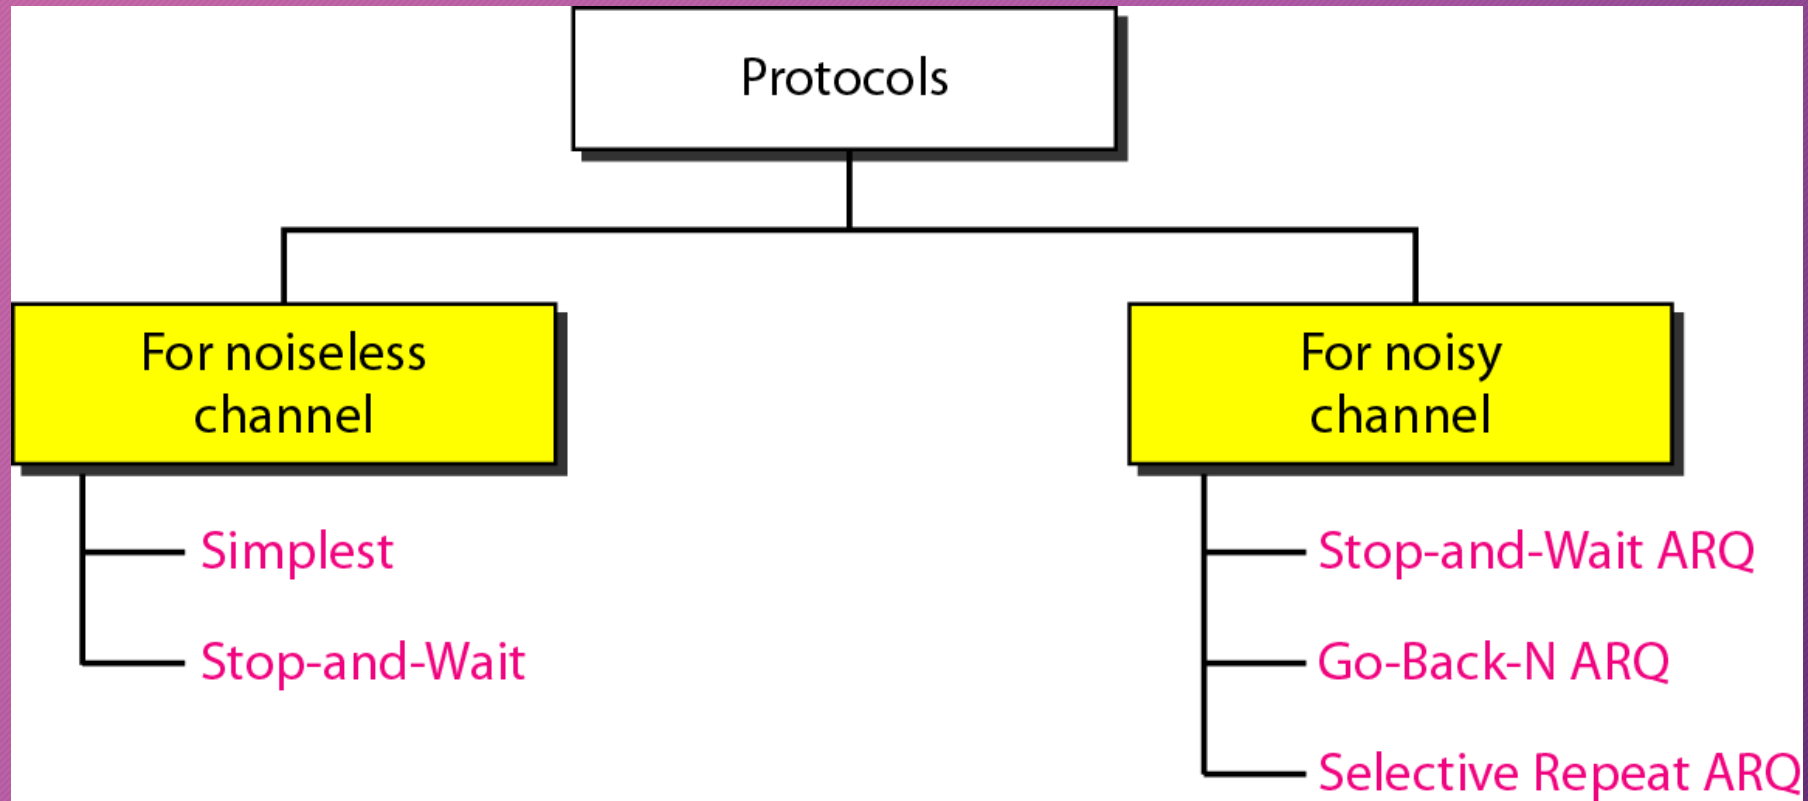 Protocols
For noiseless
channel
For noisy
channel
Simplest
Stop-and-Wait
Stop-and-Wait ARQ
Go-Back-N ARQ
Selective Repeat ARQ